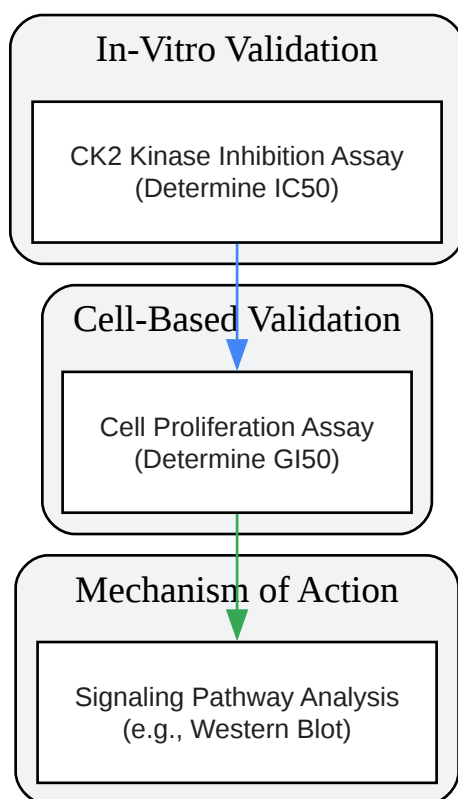 In-Vitro Validation
CK2 Kinase Inhibition Assay
(Determine IC50)
Cell-Based Validation
Cell Proliferation Assay
(Determine GI50)
Mechanism of Action
Signaling Pathway Analysis
(e.g., Western Blot)